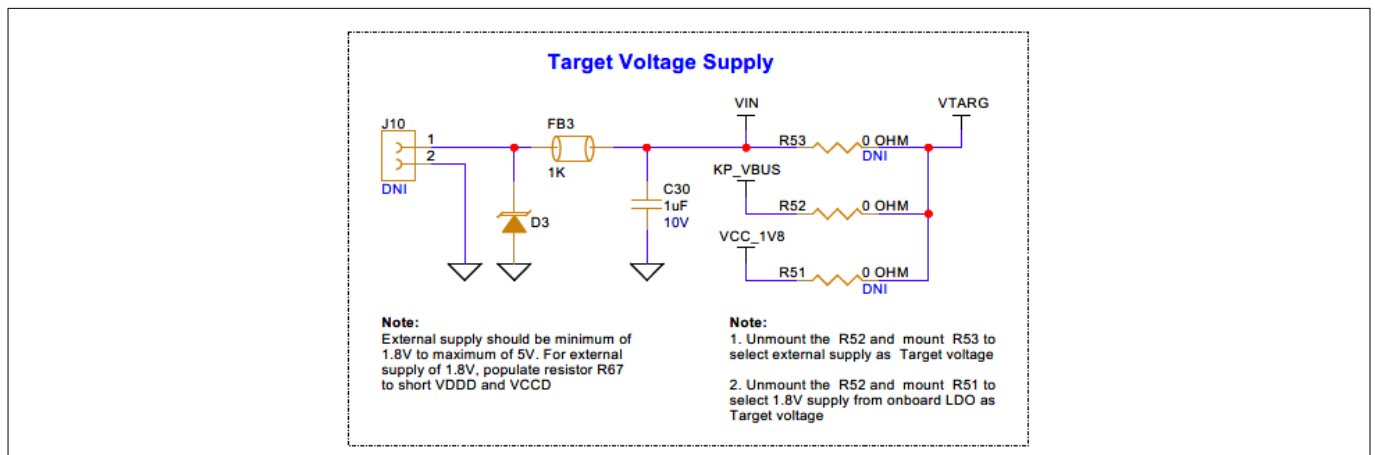 Target Voltage Supply
VIN
VTARG
J10
1
2
DNI
FB3
1K
R53
0 OHM
DNI
KP_VBUS
R52
0 OHM
C30
1uF
10V
D3
VCC_1V8
R51
0 OHM
DNI
Note:
External supply should be minimum of
1.8V to maximum of 5V. For external
supply of 1.8V, populate resistor R67
to short VDDD and VCCD
Note:
1. Unmount the R52 and mount R53 to
select external supply as Target voltage
2. Unmount the R52 and mount R51 to
select 1.8V supply from onboard LDO as
Target voltage